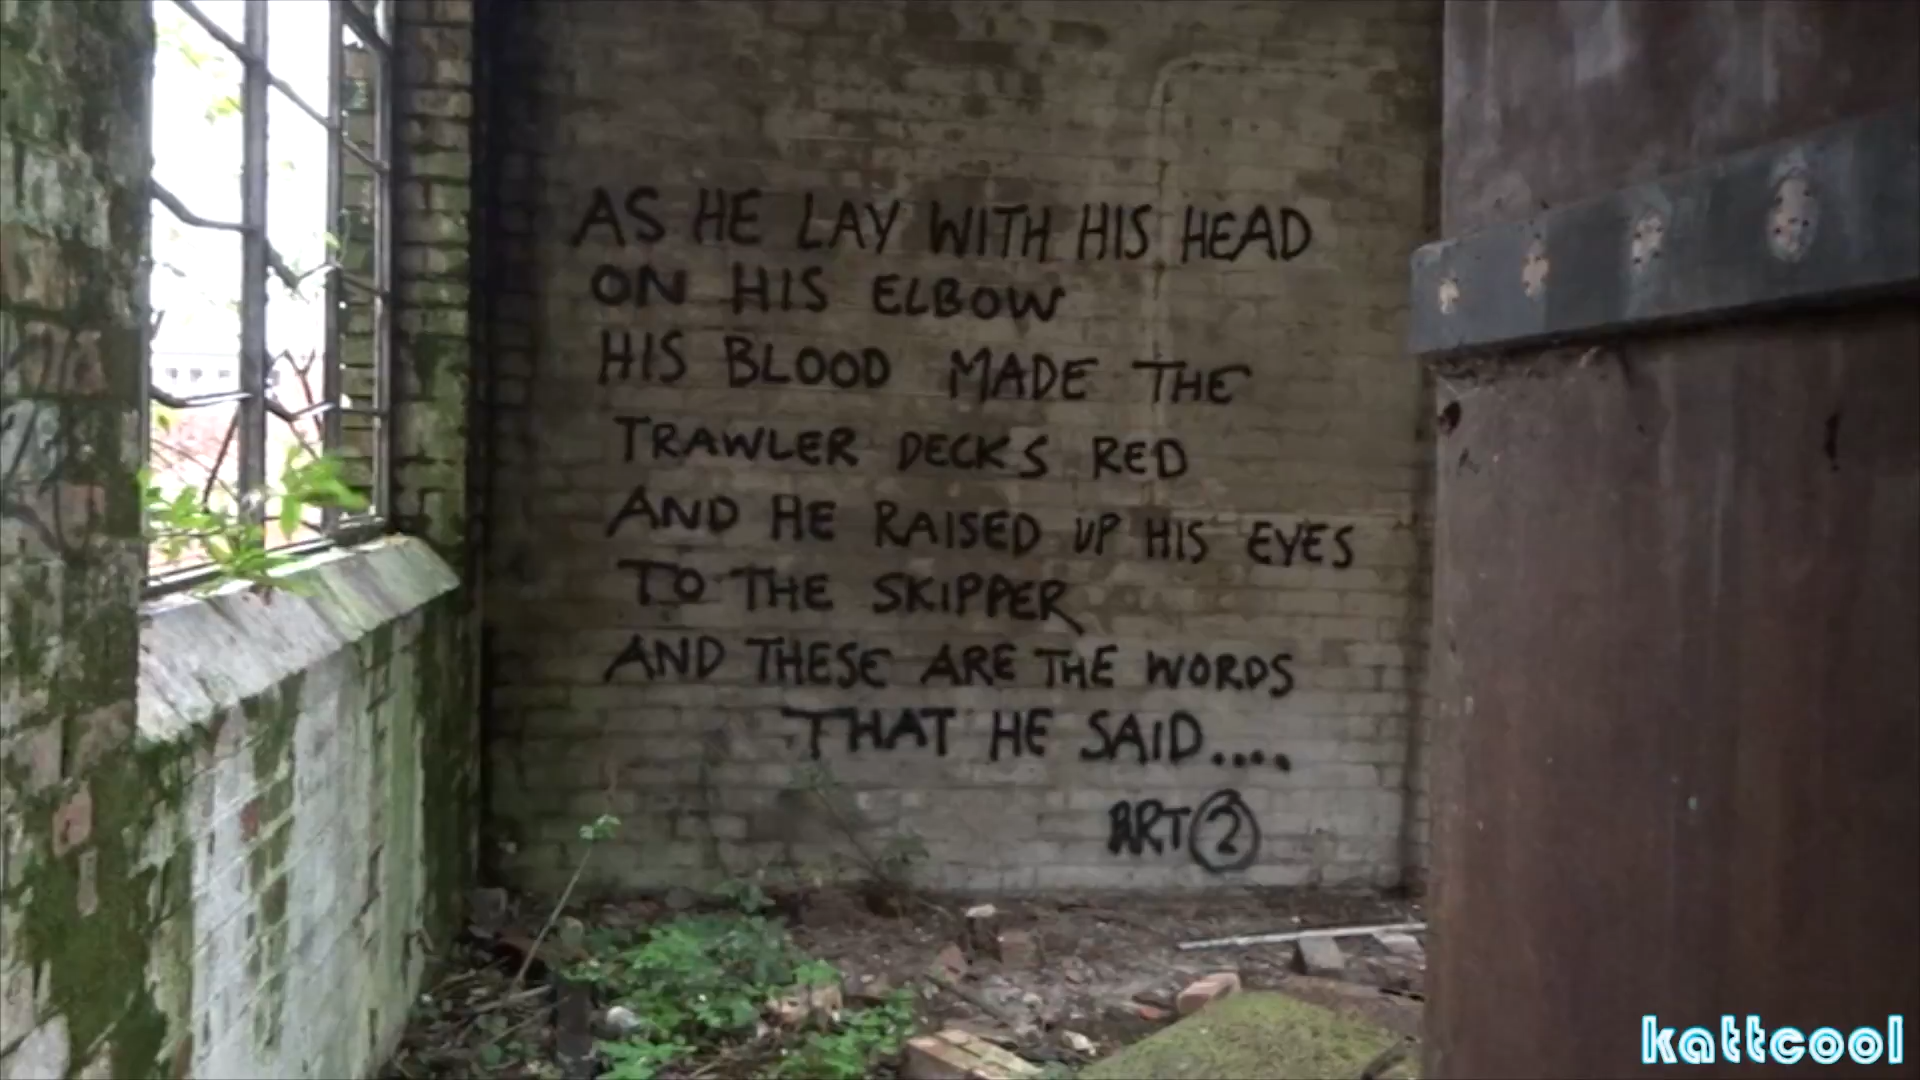 AS HE LAY WITH HIS HEAD
ON HIS ELBOW
HIS BLOOD MADE THE
TRAWLER DECKS RED
AND HE RAISED UP HIS EYES
TO THE SKIPPER
AND THESE ARE THE WORDS
THAT HE SAID....
ART 2
kattcool